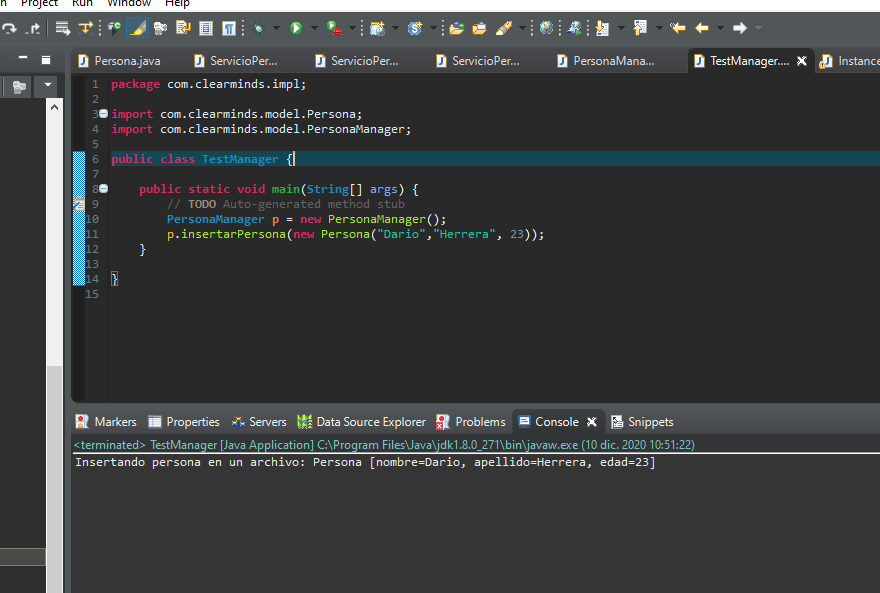 Project Run Window Help
Persona.java ServicioPer... ServicioPer... ServicioPer... PersonaMana... TestManager.... Instance
1 package com.clearminds.impl;
2
3 import com.clearminds.model.Persona;
4 import com.clearminds.model.PersonaManager;
5
6 public class TestManager {
7
8 public static void main(String[] args) {
9 // TODO Auto-generated method stub
10 PersonaManager p = new PersonaManager();
11 p.insertarPersona(new Persona("Dario","Herrera", 23));
12 }
13
14 }
15
Markers Properties Servers Data Source Explorer Problems Console Snippets
<terminated> TestManager [Java Application] C:\Program Files\Java\jdk1.8.0_271\bin\javaw.exe (10 dic. 2020 10:51:22)
Insertando persona en un archivo: Persona [nombre=Dario, apellido=Herrera, edad=23]